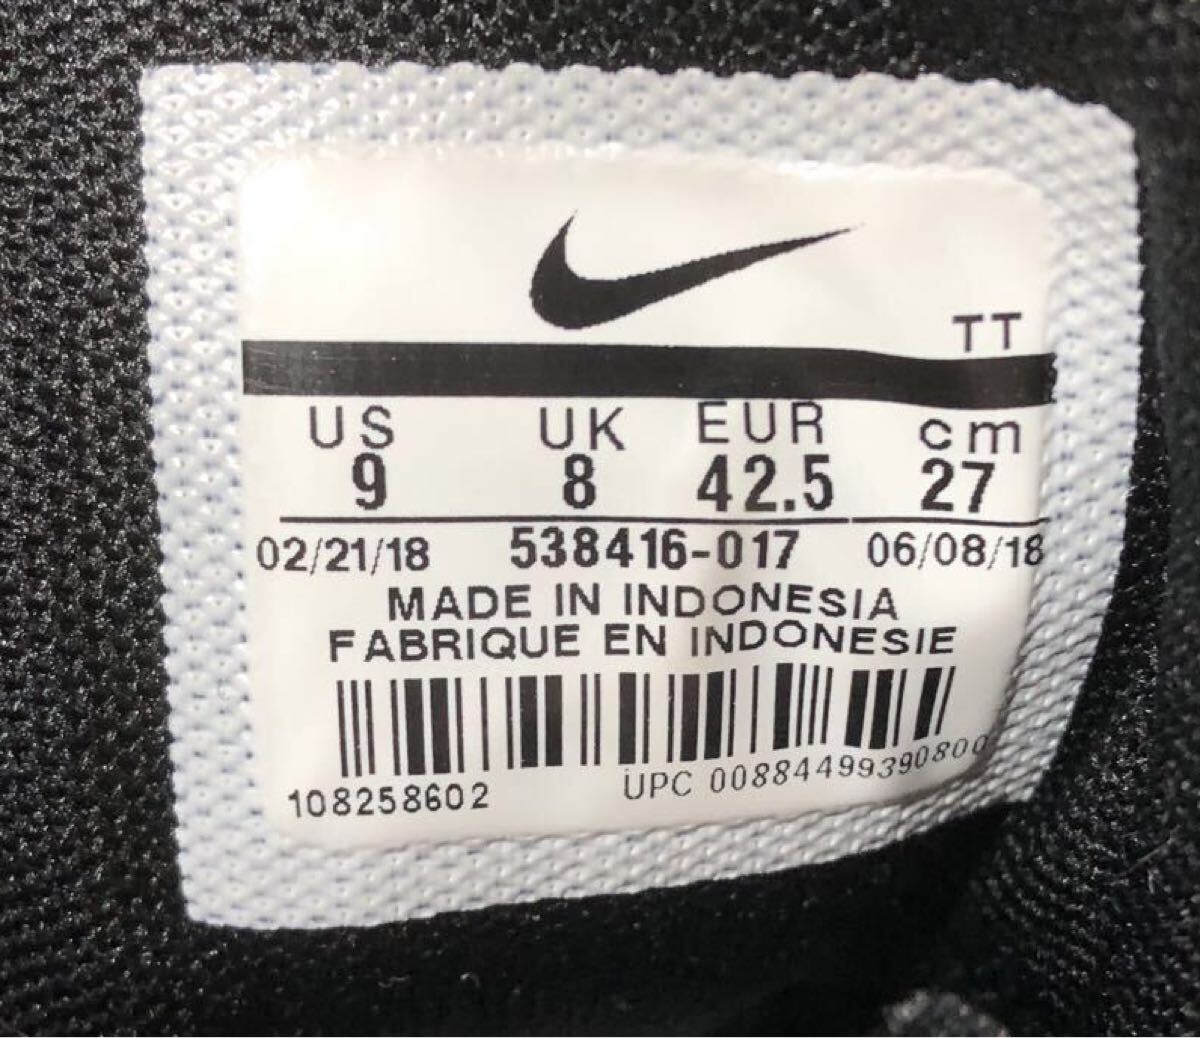 TT
US UK EUR cm
9 8 42.5 27
02/21/18 538416-017 06/08/18
MADE IN INDONESIA
FABRIQUE EN INDONESIE
108258602 UPC 00884499390800